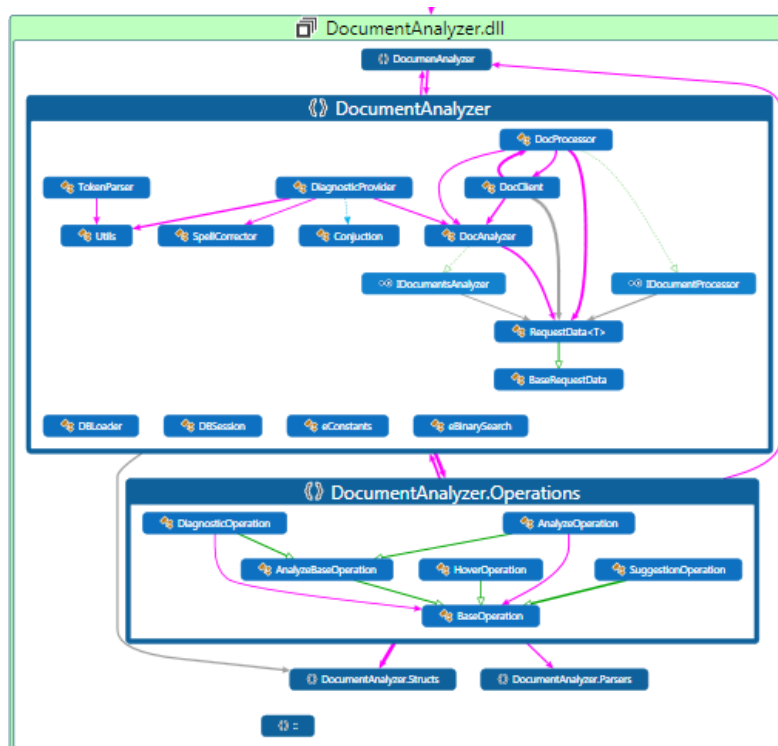 DocumentAnalyzer.dll
DocumenAnalyzer
DocumentAnalyzer
DocProcessor
TokenParser
DiagnosticProvider
DocClient
Utils
SpellCorrector
Conjuction
DocAnalyzer
IDocumentsAnalyzer
IDocumentProcessor
RequestData<T>
BaseRequestData
DBLoader
DBSession
eConstants
eBinarySearch
DocumentAnalyzer.Operations
DiagnosticOperation
AnalyzeOperation
AnalyzeBaseOperation
HoverOperation
SuggestionOperation
BaseOperation
DocumentAnalyzer.Structs
DocumentAnalyzer.Parsers
::